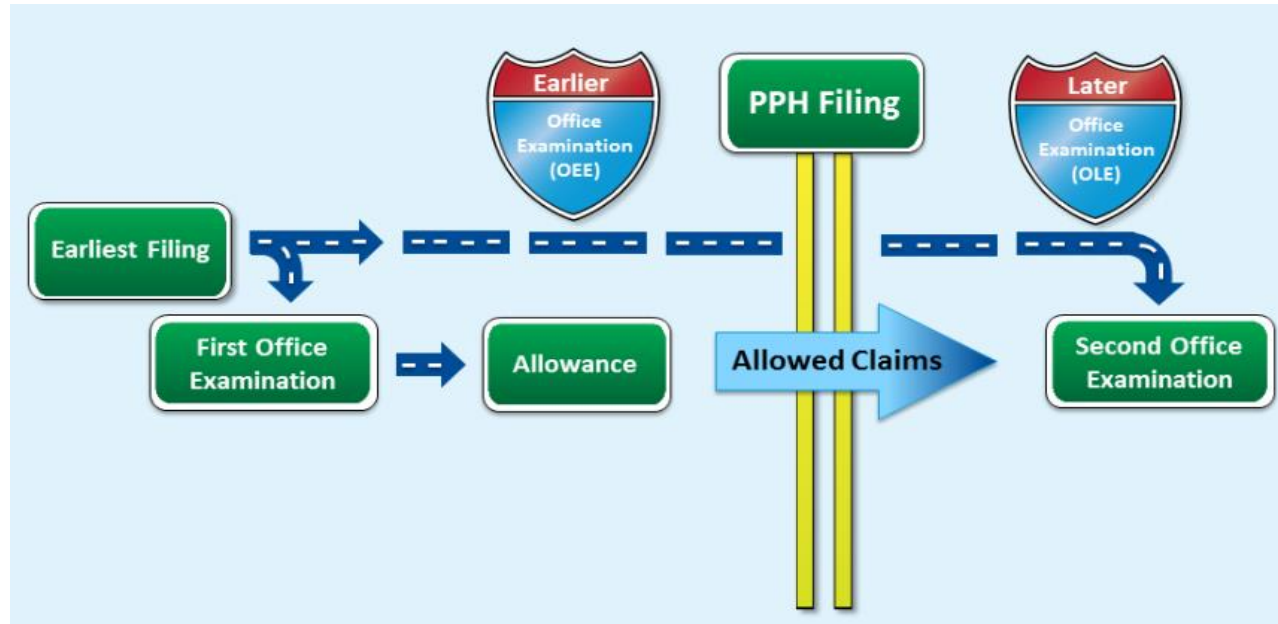 Earlier
Office
Examination
(OEE)
PPH Filing
Later
Office
Examination
(OLE)
Earliest Filing
First Office
Examination
Allowance
Allowed Claims
Second Office
Examination